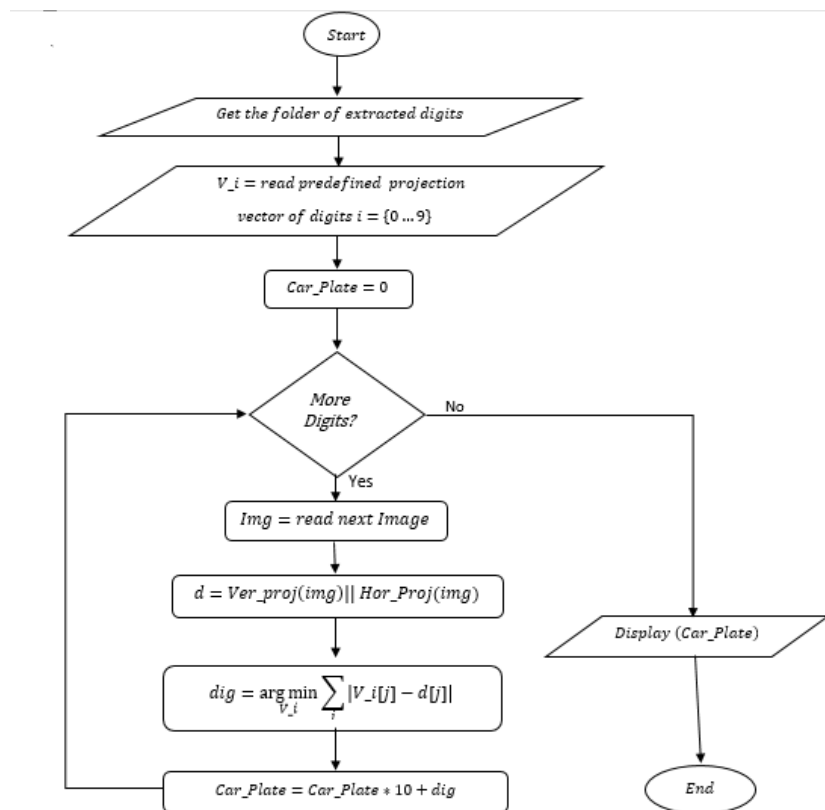 Start
Get the folder of extracted digits
V_i = read predefined projection
vector of digits i = {0 ... 9}
Car_Plate = 0
More
Digits?
No
Yes
Img = read next Image
d = Ver_proj(img)|| Hor_Proj(img)
Display (Car_Plate)
dig = arg min V_i ∑ i |V_i[j] − d[j]|
Car_Plate = Car_Plate * 10 + dig
End